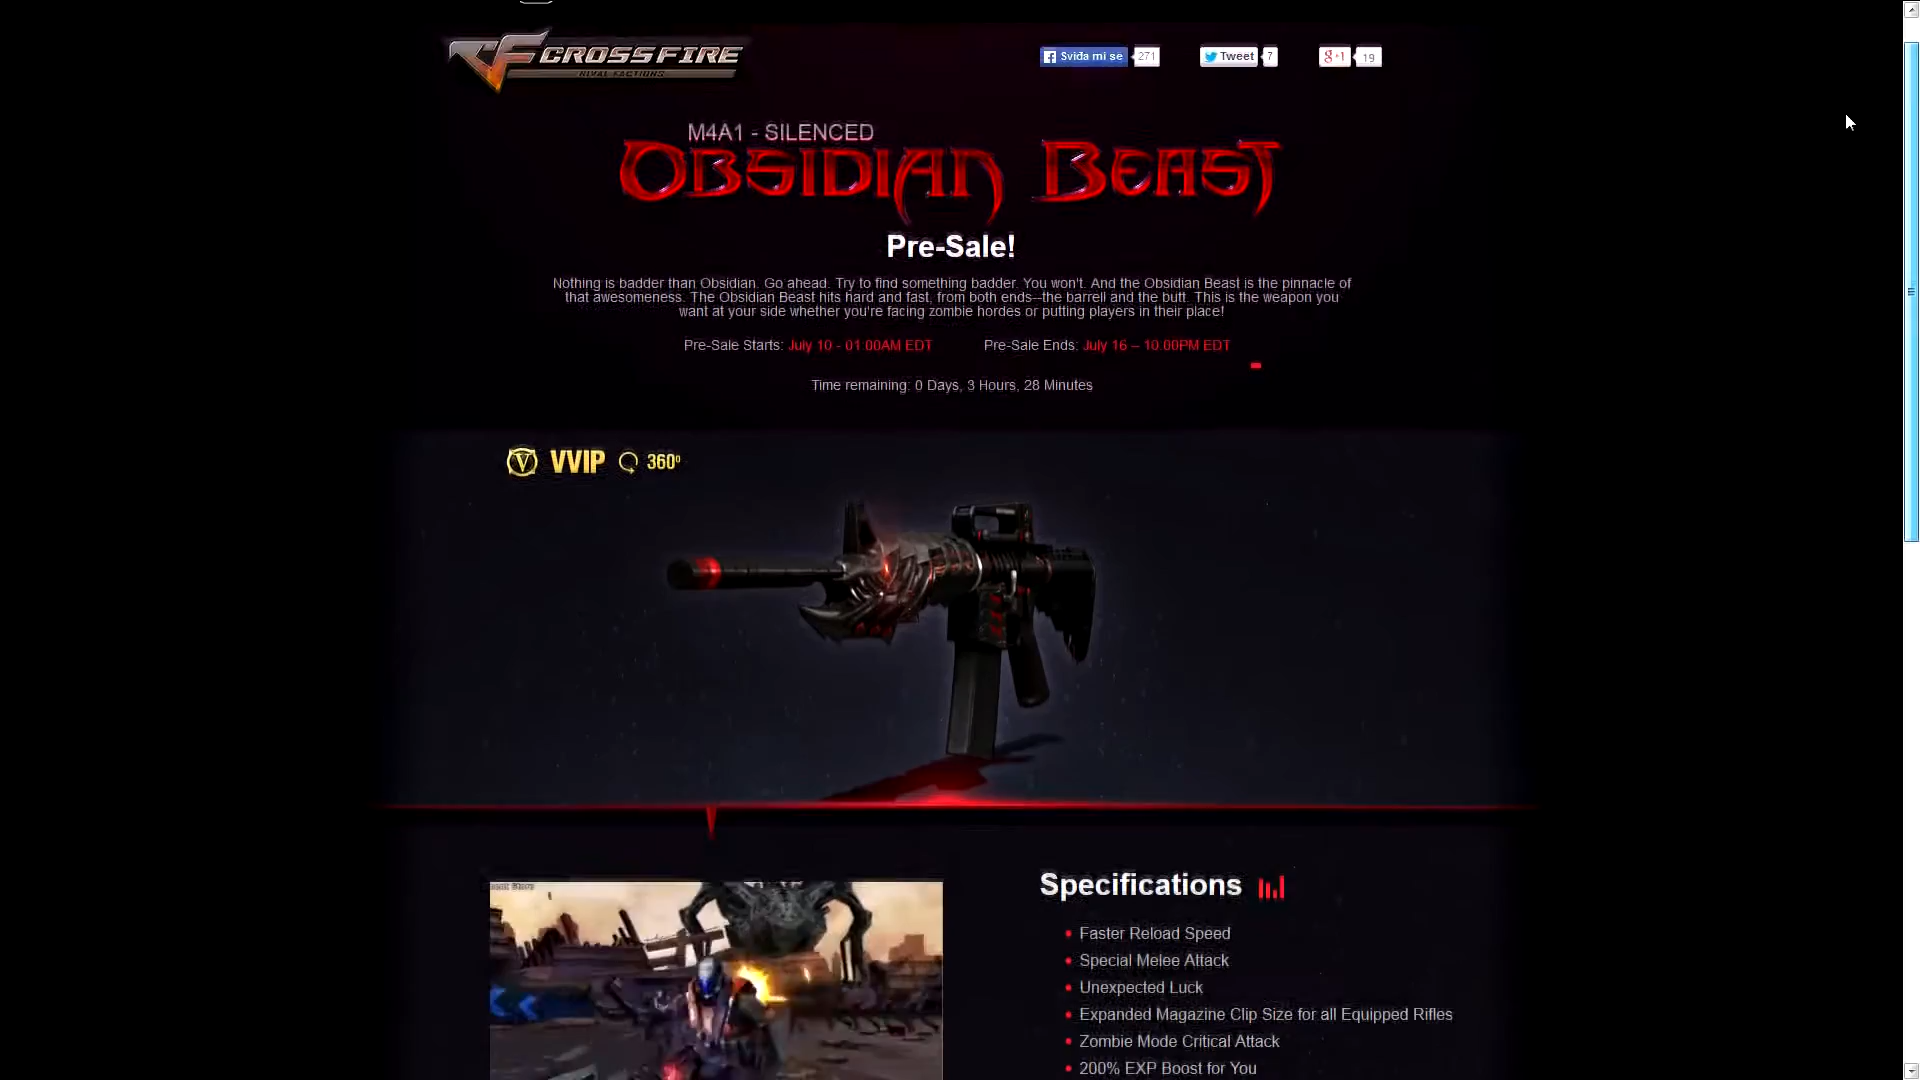 CROSSFIRE
RIVAL FACTIONS
Sviđa mi se 271
Tweet 7
g+1 19
M4A1 - SILENCED
OBSIDIAN BEAST
Pre-Sale!
Nothing is badder than Obsidian. Go ahead. Try to find something badder. You won't. And the Obsidian Beast is the pinnacle of
that awesomeness. The Obsidian Beast hits hard and fast, from both ends--the barrell and the butt. This is the weapon you
want at your side whether you're facing zombie hordes or putting players in their place!
Pre-Sale Starts: July 10 - 01.00AM EDT Pre-Sale Ends: July 16 – 10.00PM EDT
Time remaining: 0 Days, 3 Hours, 28 Minutes
V VVIP 360º
Specifications
Faster Reload Speed
Special Melee Attack
Unexpected Luck
Expanded Magazine Clip Size for all Equipped Rifles
Zombie Mode Critical Attack
200% EXP Boost for You